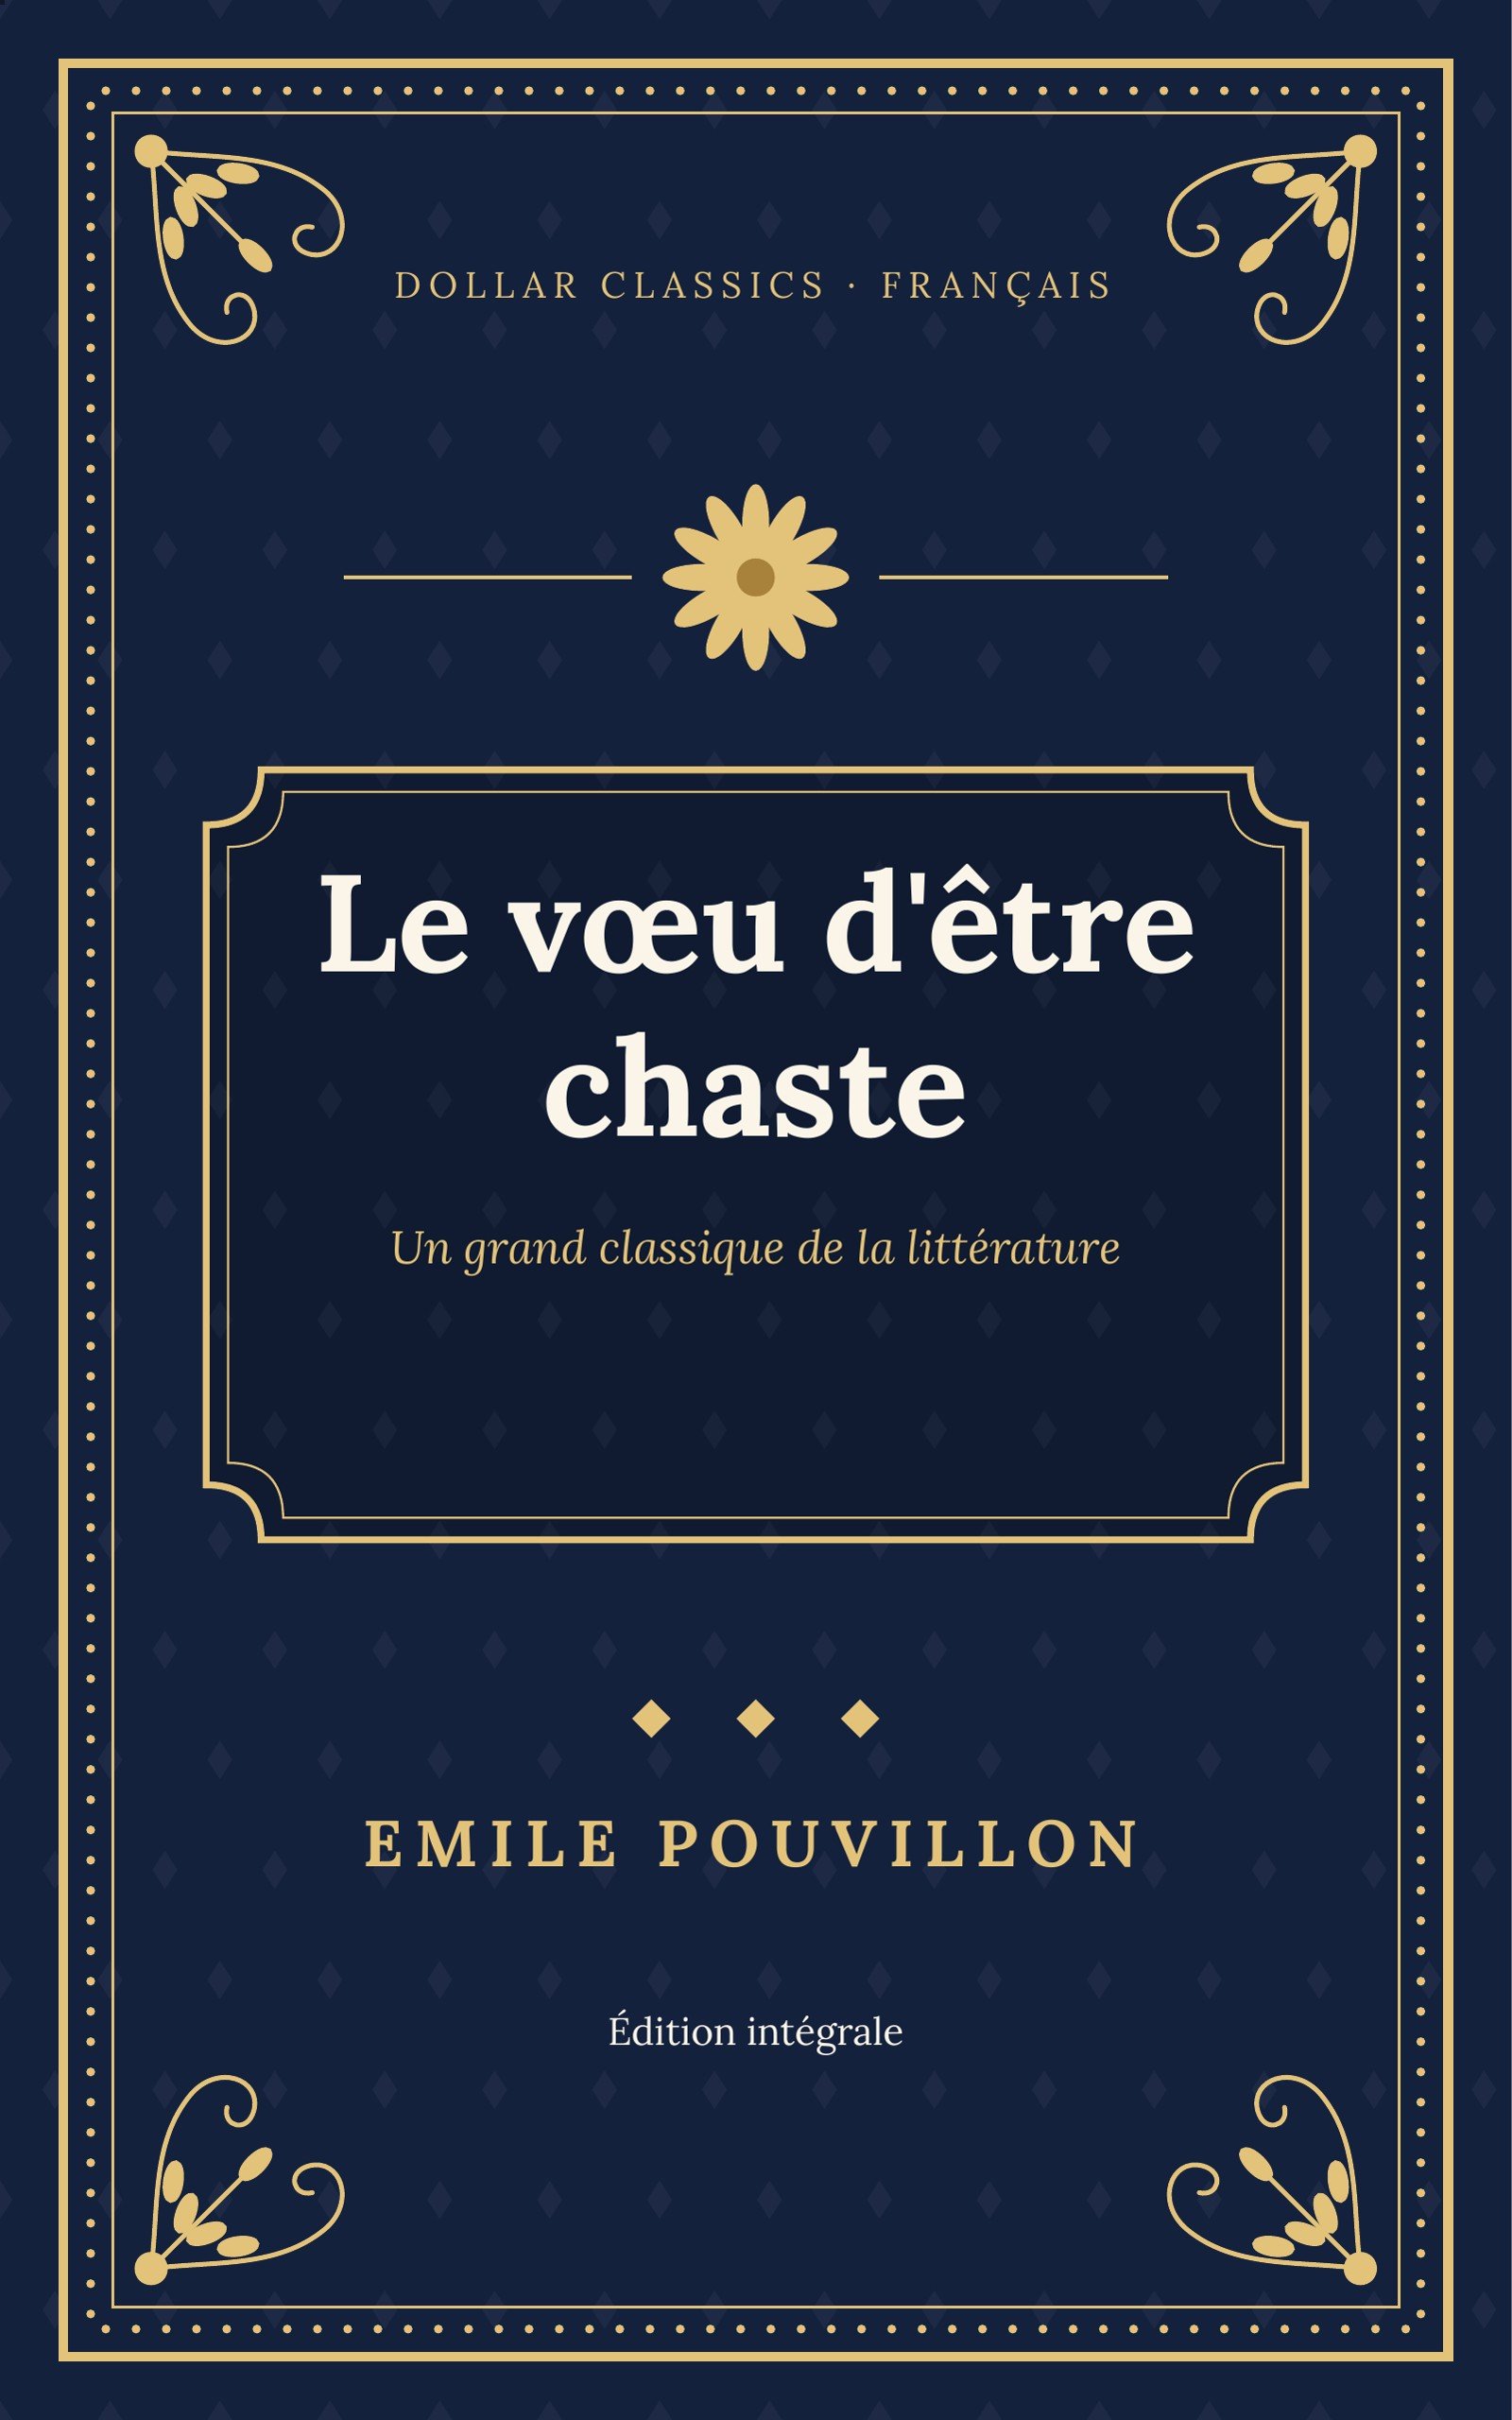 DOLLAR CLASSICS · FRANÇAIS
Le vœu d'être
chaste
Un grand classique de la littérature
EMILE POUVILLON
Édition intégrale